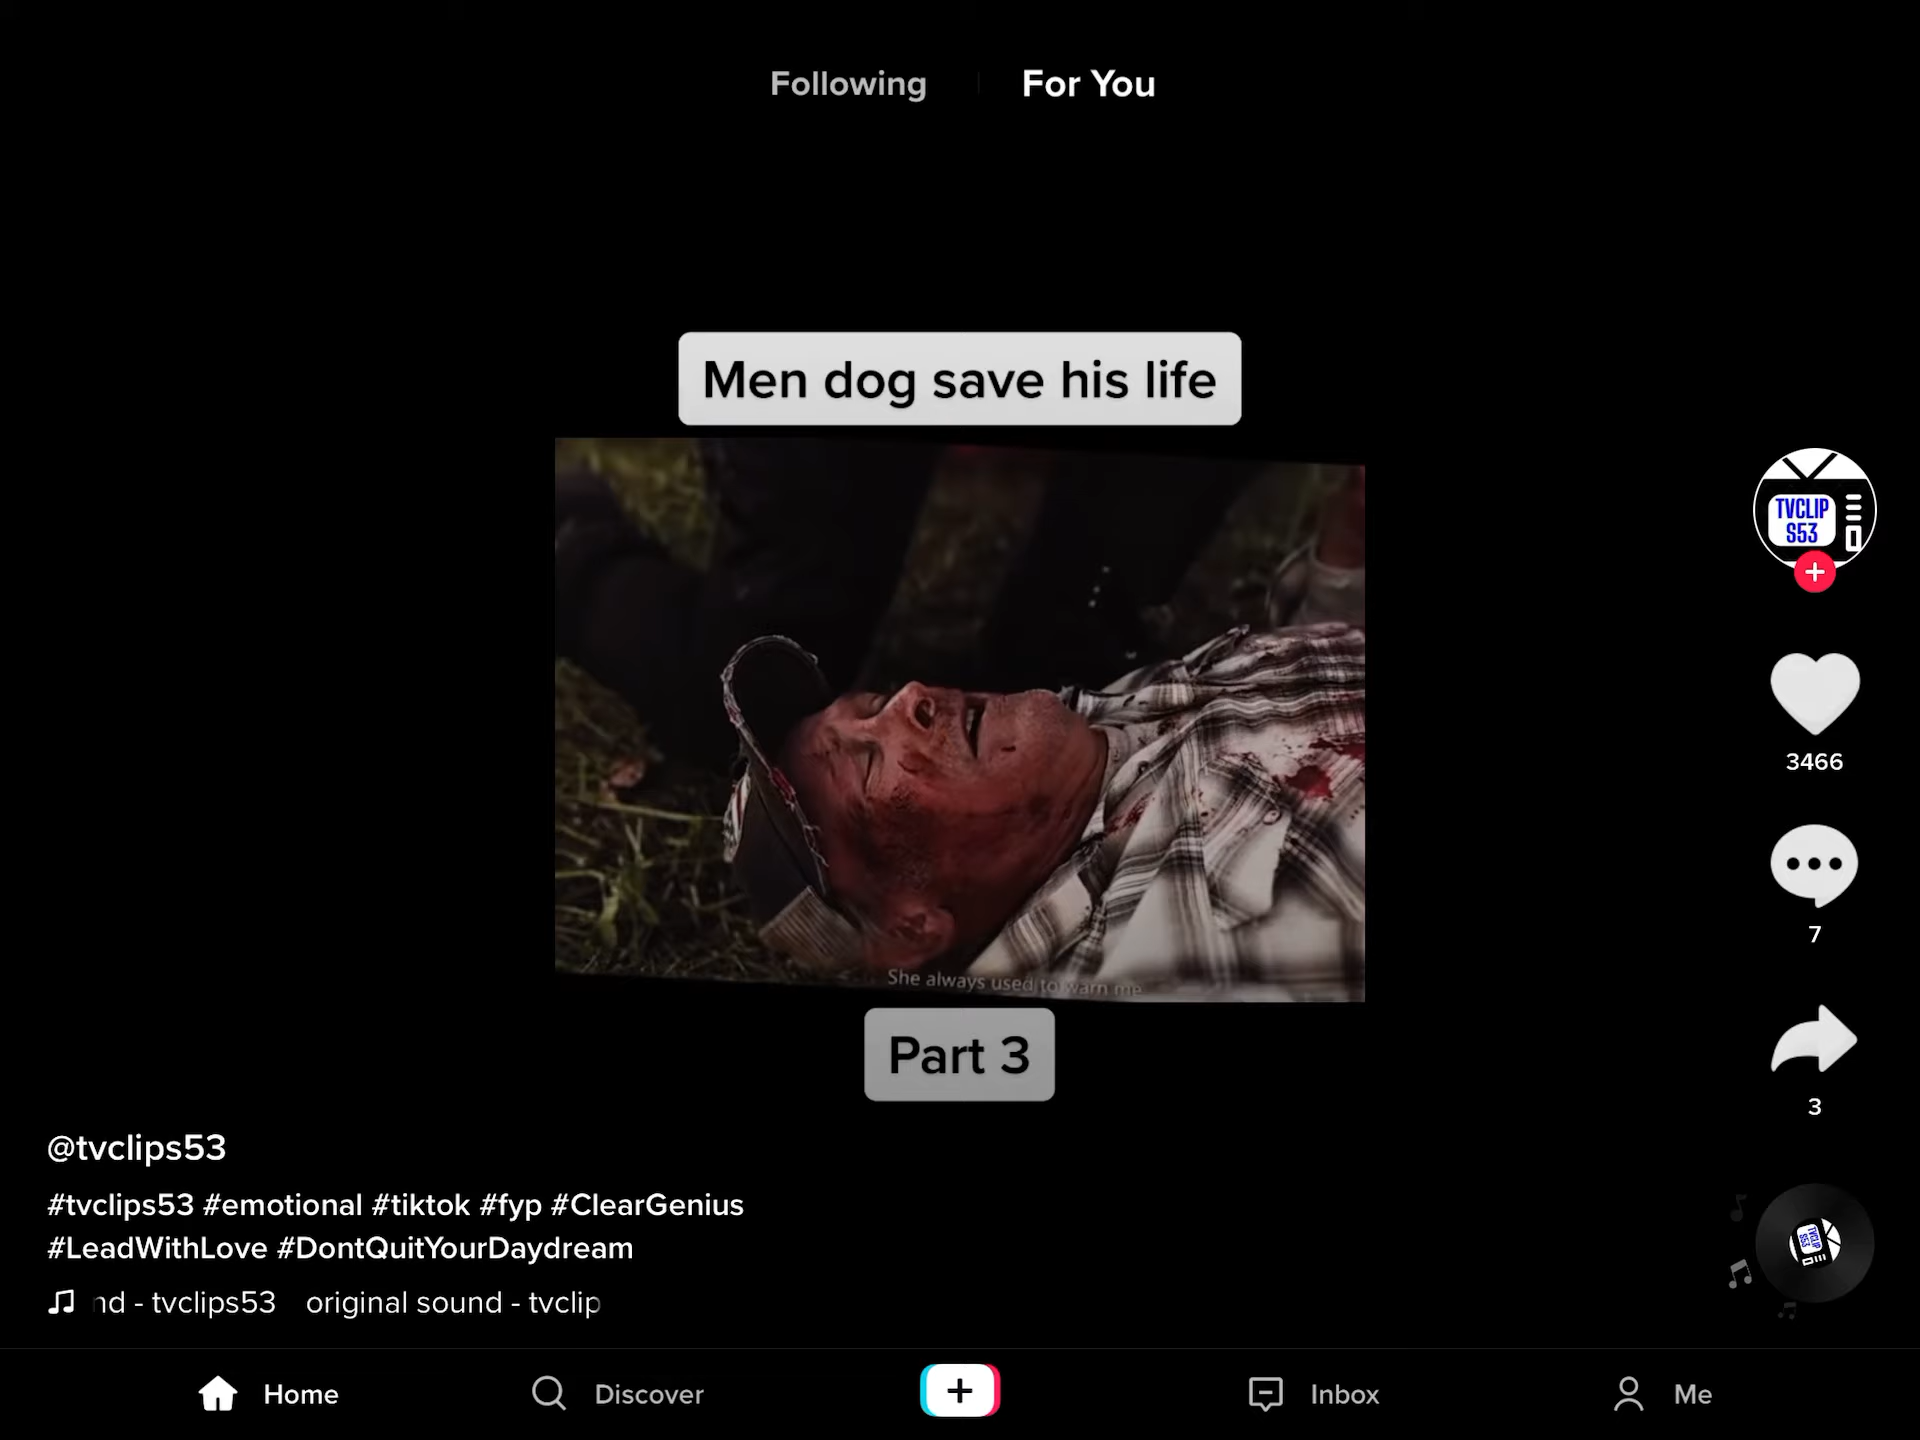 Following
For You
Men dog save his life
TVCLIP
S53
3466
She always used to warn me
7
Part 3
3
@tvclips53
#tvclips53 #emotional #tiktok #fyp #ClearGenius
#LeadWithLove #DontQuitYourDaydream
nd - tvclips53 original sound - tvclip
TVCLIP
S53
Home
Discover
Inbox
Me